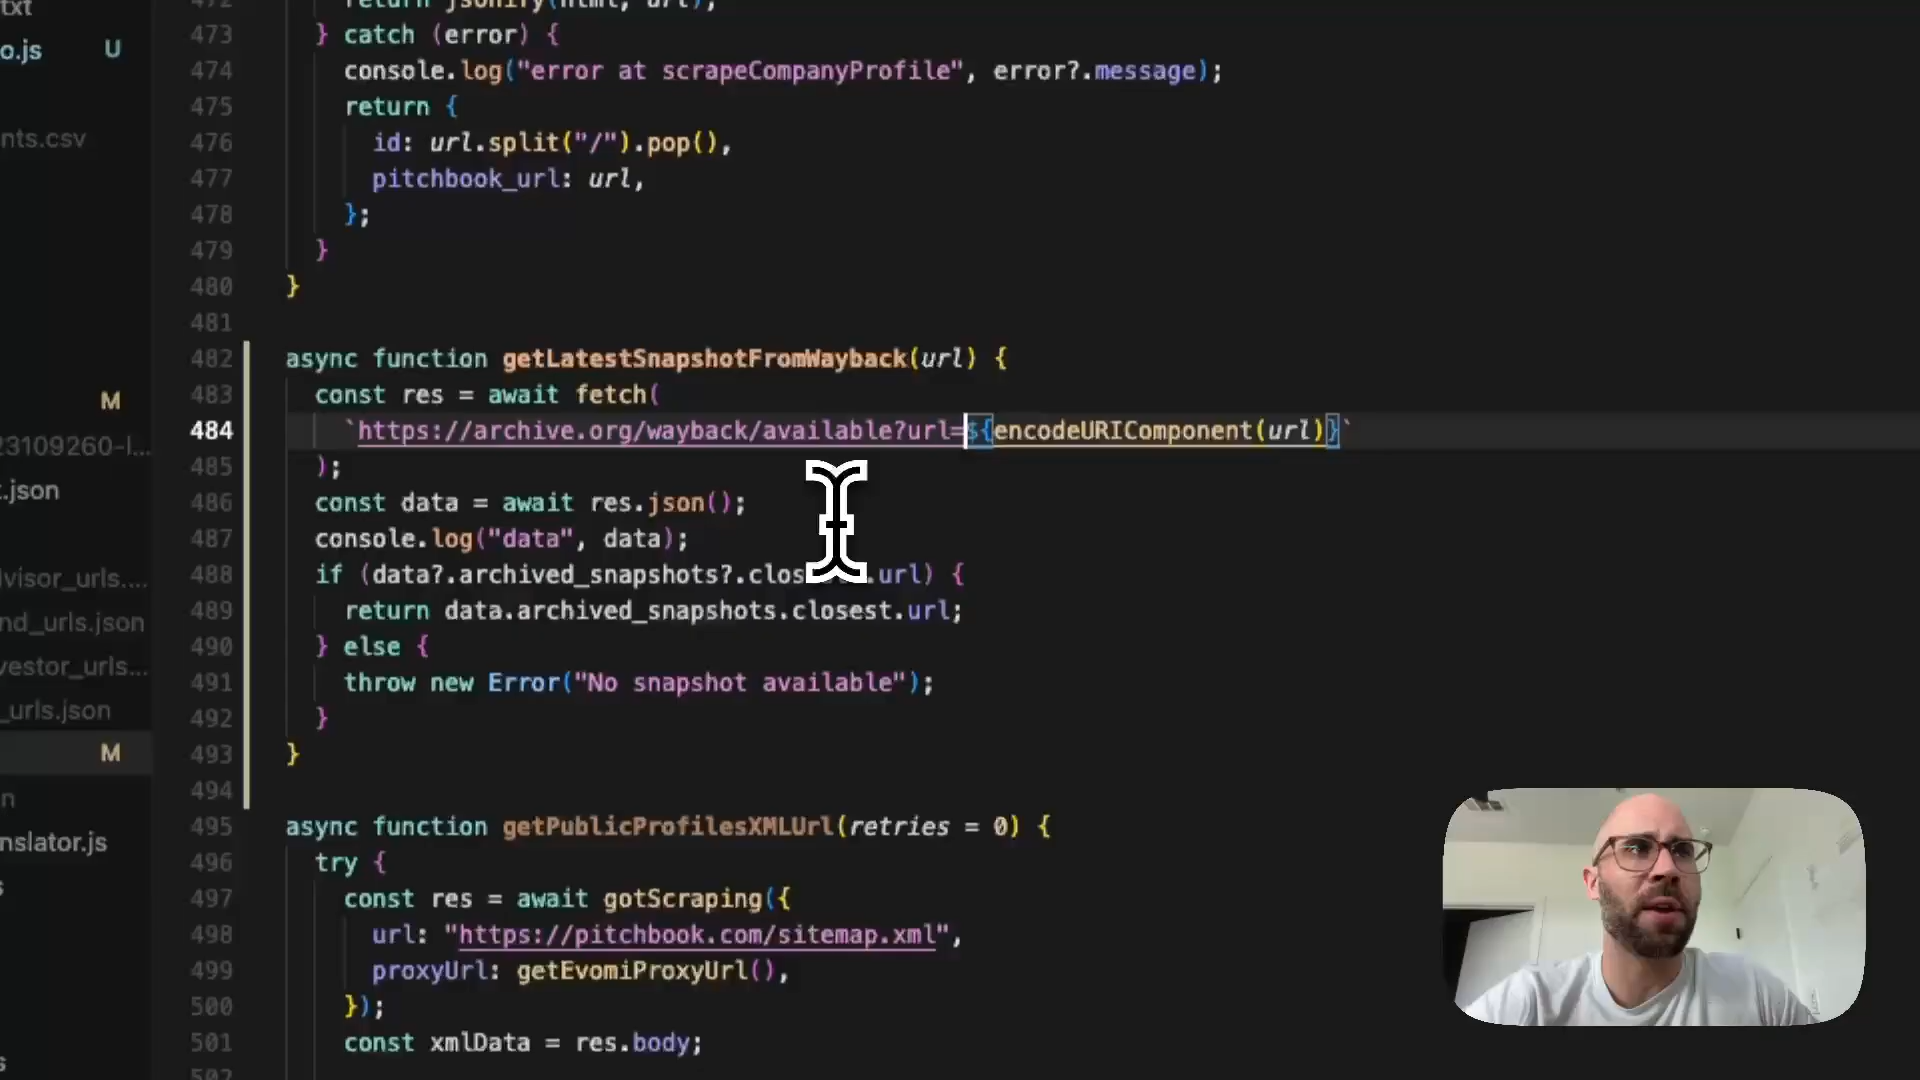 txt
o.js U
nts.csv
M
23109260-l...
.json
lvisor_urls....
nd_urls.json
vestor_urls...
_urls.json
M
n
nslator.js
s
s
472 return jsonify(html, url);
473 } catch (error) {
474 console.log("error at scrapeCompanyProfile", error?.message);
475 return {
476 id: url.split("/").pop(),
477 pitchbook_url: url,
478 };
479 }
480 }
481
482 async function getLatestSnapshotFromWayback(url) {
483 const res = await fetch(
484 `https://archive.org/wayback/available?url=${encodeURIComponent(url)}`
485 );
486 const data = await res.json();
487 console.log("data", data);
488 if (data?.archived_snapshots?.clos .url) {
489 return data.archived_snapshots.closest.url;
490 } else {
491 throw new Error("No snapshot available");
492 }
493 }
494
495 async function getPublicProfilesXMLUrl(retries = 0) {
496 try {
497 const res = await gotScraping({
498 url: "https://pitchbook.com/sitemap.xml",
499 proxyUrl: getEvomiProxyUrl(),
500 });
501 const xmlData = res.body;
502